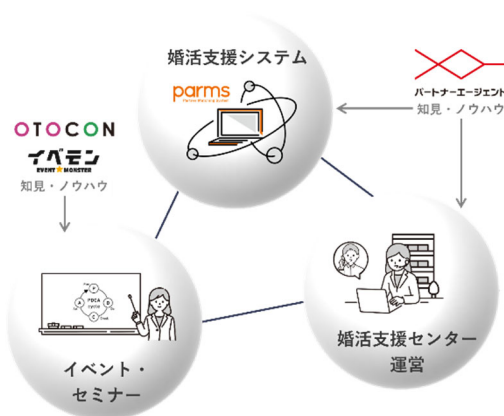 婚活支援システム
parms
パートナーエージェント
知見・ノウハウ
OTOCON
イベモン
EVENT★MONSTER
知見・ノウハウ
PDCA
イベント・
セミナー
婚活支援センター
運営